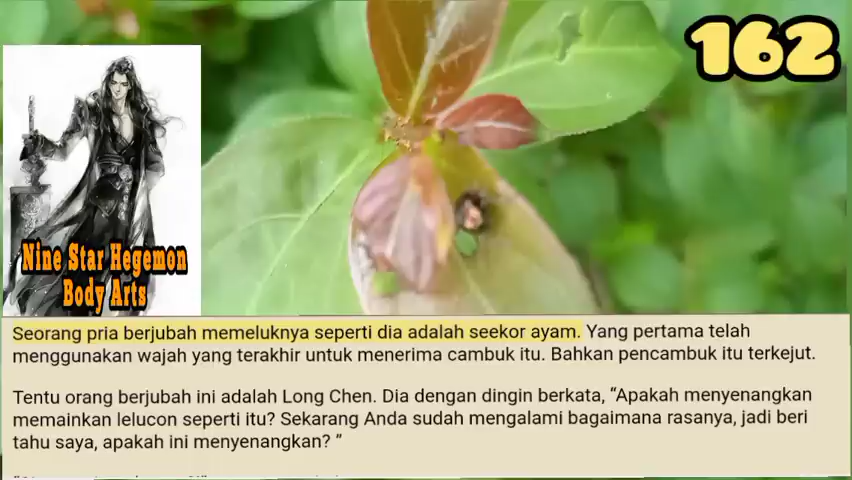 162
Nine Star Hegemon
Body Arts
Seorang pria berjubah memeluknya seperti dia adalah seekor ayam. Yang pertama telah
menggunakan wajah yang terakhir untuk menerima cambuk itu. Bahkan pencambuk itu terkejut.
Tentu orang berjubah ini adalah Long Chen. Dia dengan dingin berkata, “Apakah menyenangkan
memainkan lelucon seperti itu? Sekarang Anda sudah mengalami bagaimana rasanya, jadi beri
tahu saya, apakah ini menyenangkan? ”